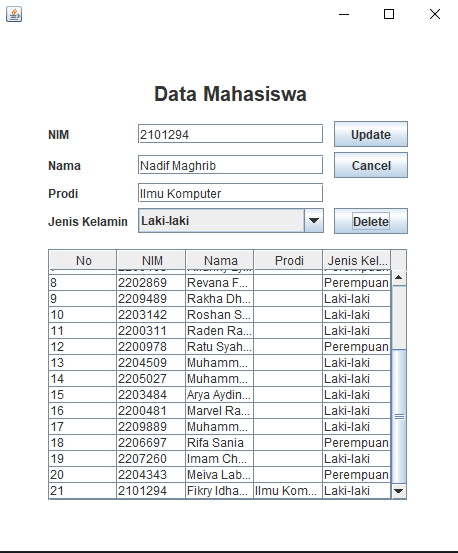 Data Mahasiswa
NIM 2101294 Update
Nama Nadif Maghrib Cancel
Prodi Ilmu Komputer
Jenis Kelamin Laki-laki Delete
No NIM Nama Prodi Jenis Kel...
Perempuan
8 2202869 Revana F... Perempuan
9 2209489 Rakha Dh... Laki-laki
10 2203142 Roshan S... Laki-laki
11 2200311 Raden Ra... Laki-laki
12 2200978 Ratu Syah... Perempuan
13 2204509 Muhamm... Laki-laki
14 2205027 Muhamm... Laki-laki
15 2203484 Arya Aydin... Laki-laki
16 2200481 Marvel Ra... Laki-laki
17 2209889 Muhamm... Laki-laki
18 2206697 Rifa Sania Perempuan
19 2207260 Imam Ch... Laki-laki
20 2204343 Meiva Lab... Perempuan
21 2101294 Fikry Idha... Ilmu Kom... Laki-laki